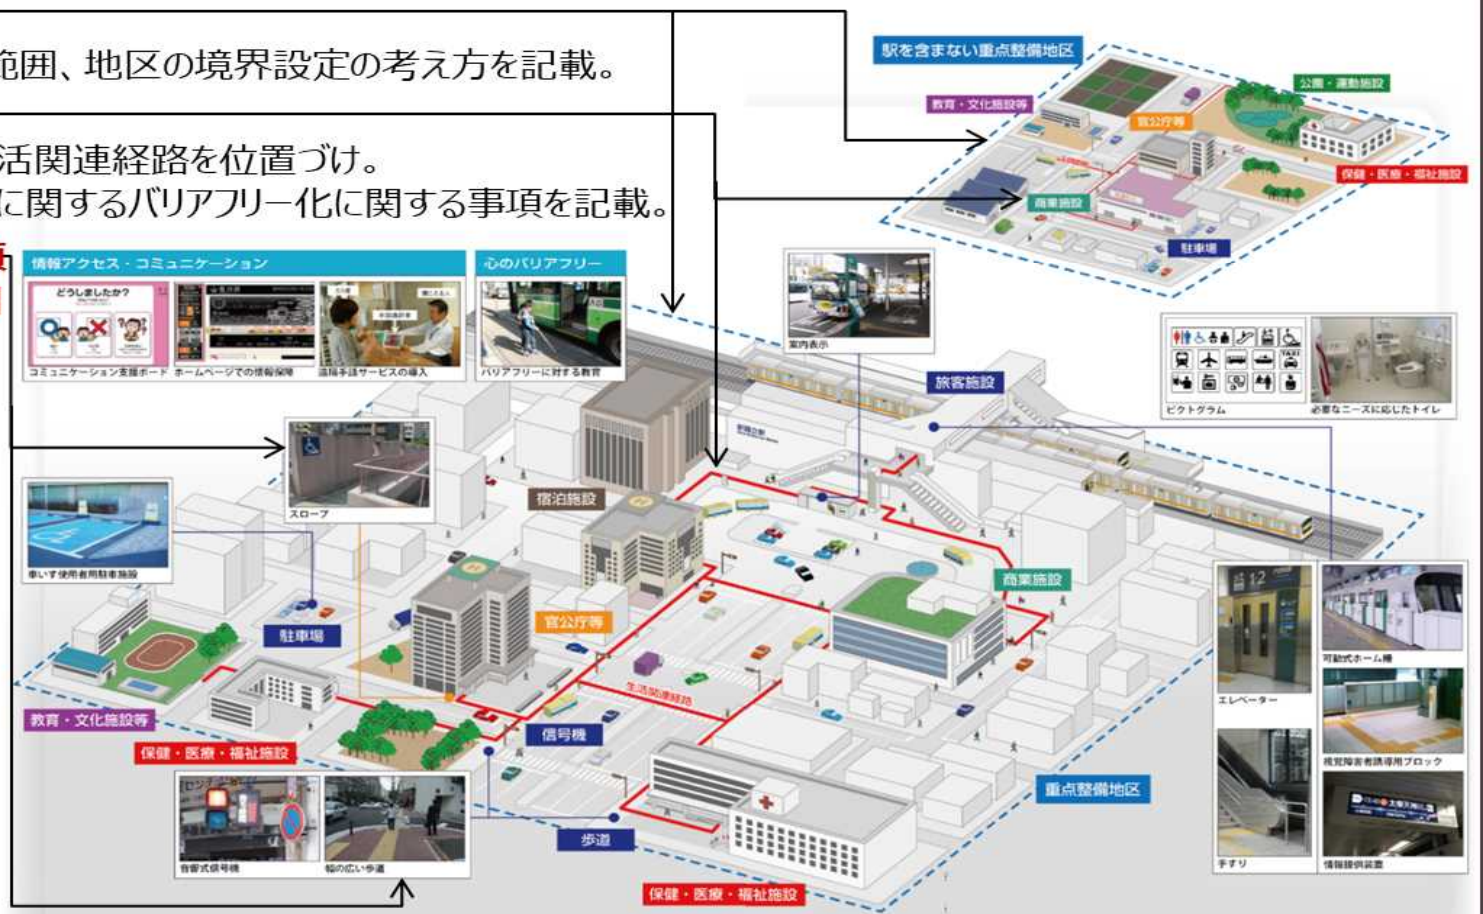 範囲、地区の境界設定の考え方を記載。
活関連経路を位置づけ。
に関するバリアフリー化に関する事項を記載。
駅を含まない重点整備地区
公園・運動施設
教育・文化施設等
官公庁等
保健・医療・福祉施設
商業施設
駐車場
情報アクセス・コミュニケーション
心のバリアフリー
どうしましたか?
コミュニケーション支援ボード
ホームページでの情報保障
遠隔手話サービスの導入
バリアフリーに対する教育
案内表示
旅客施設
TAXI
ピクトグラム
必要なニーズに応じたトイレ
スロープ
宿泊施設
車いす使用者用駐車施設
商業施設
官公庁等
駐車場
12
可動式ホーム柵
エレベーター
生活関連経路
教育・文化施設等
信号機
保健・医療・福祉施設
視覚障害者誘導用ブロック
重点整備地区
歩道
音響式信号機
幅の広い歩道
手すり
情報提供装置
保健・医療・福祉施設